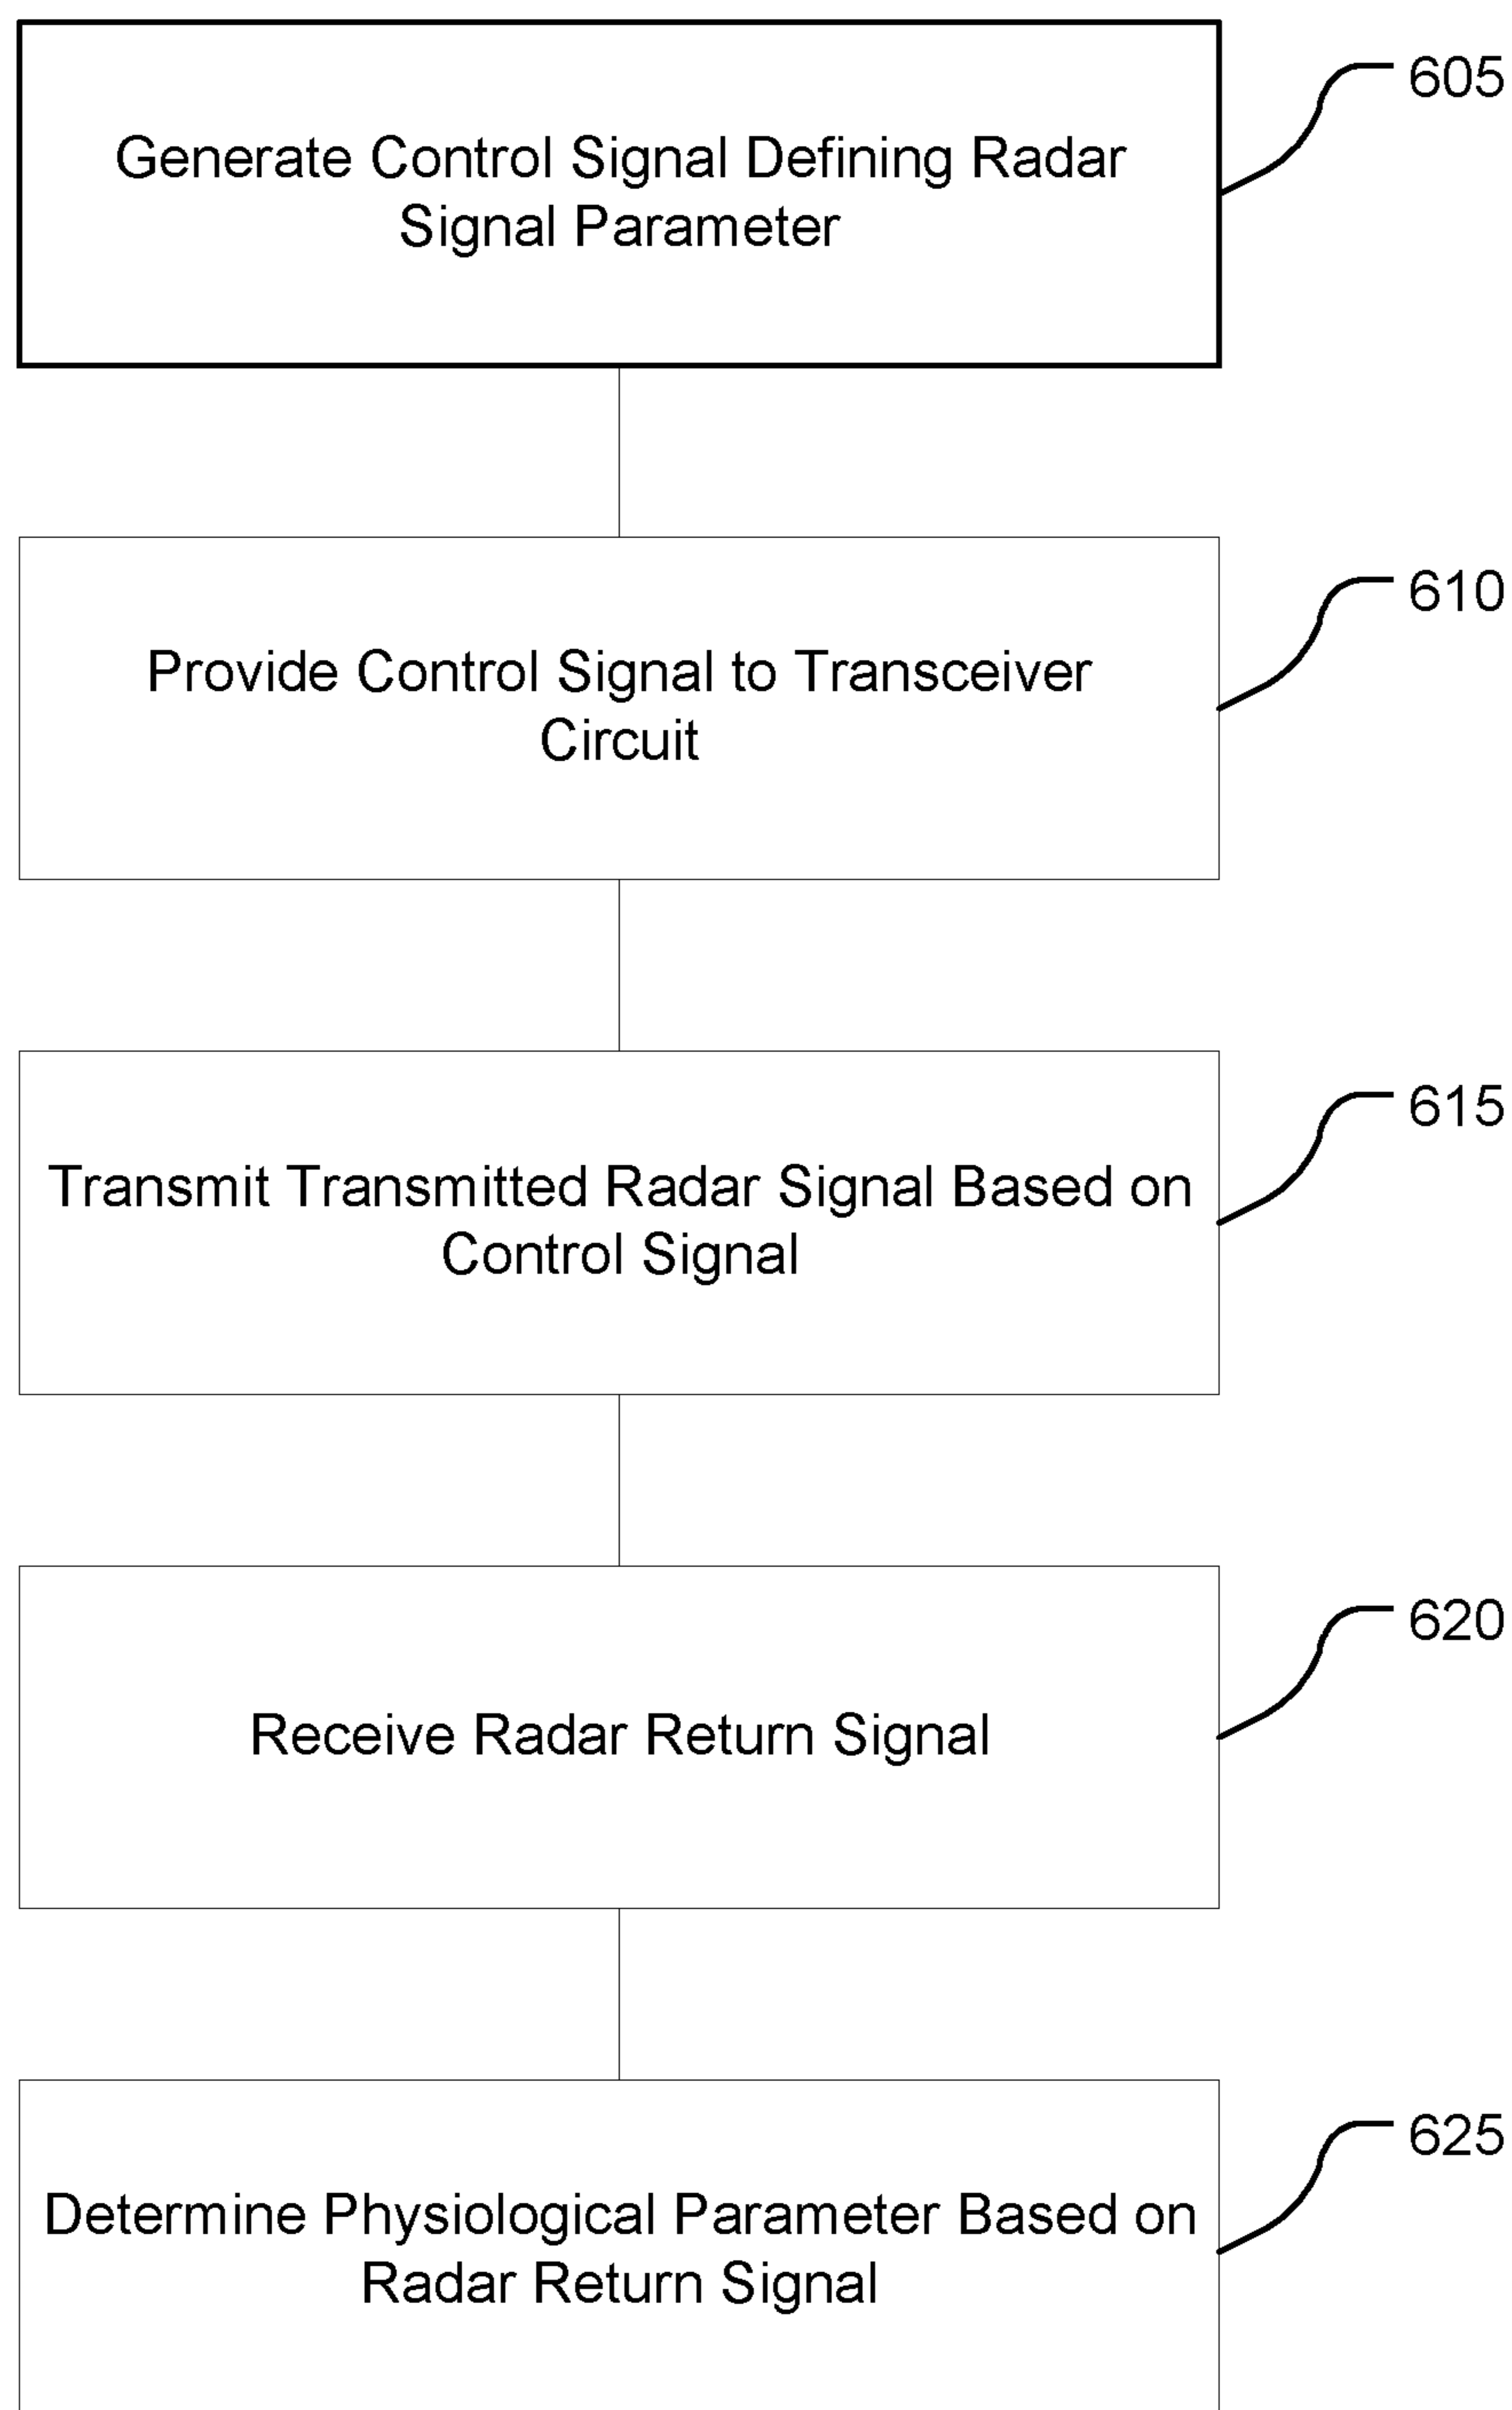 Generate Control Signal Defining Radar
Signal Parameter
605
Provide Control Signal to Transceiver
Circuit
610
Transmit Transmitted Radar Signal Based on
Control Signal
615
Receive Radar Return Signal
620
Determine Physiological Parameter Based on
Radar Return Signal
625